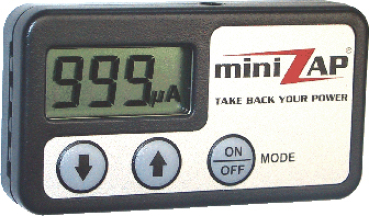 999µA
miniZAP®
TAKE BACK YOUR POWER
ON
OFF
MODE